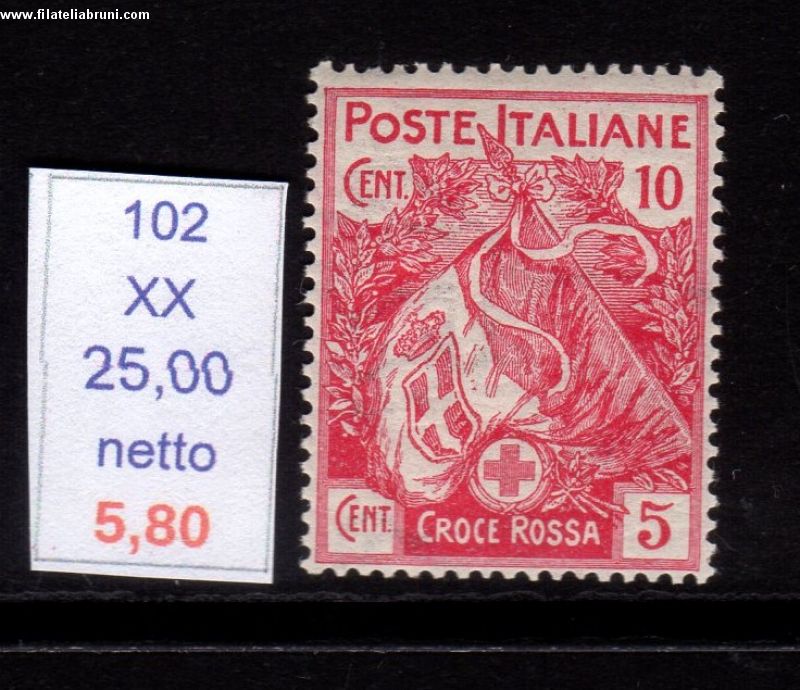 www.filateliabruni.com
102
XX
25,00
netto
5,80
POSTE ITALIANE
CENT. 10
CENT. CROCE ROSSA 5